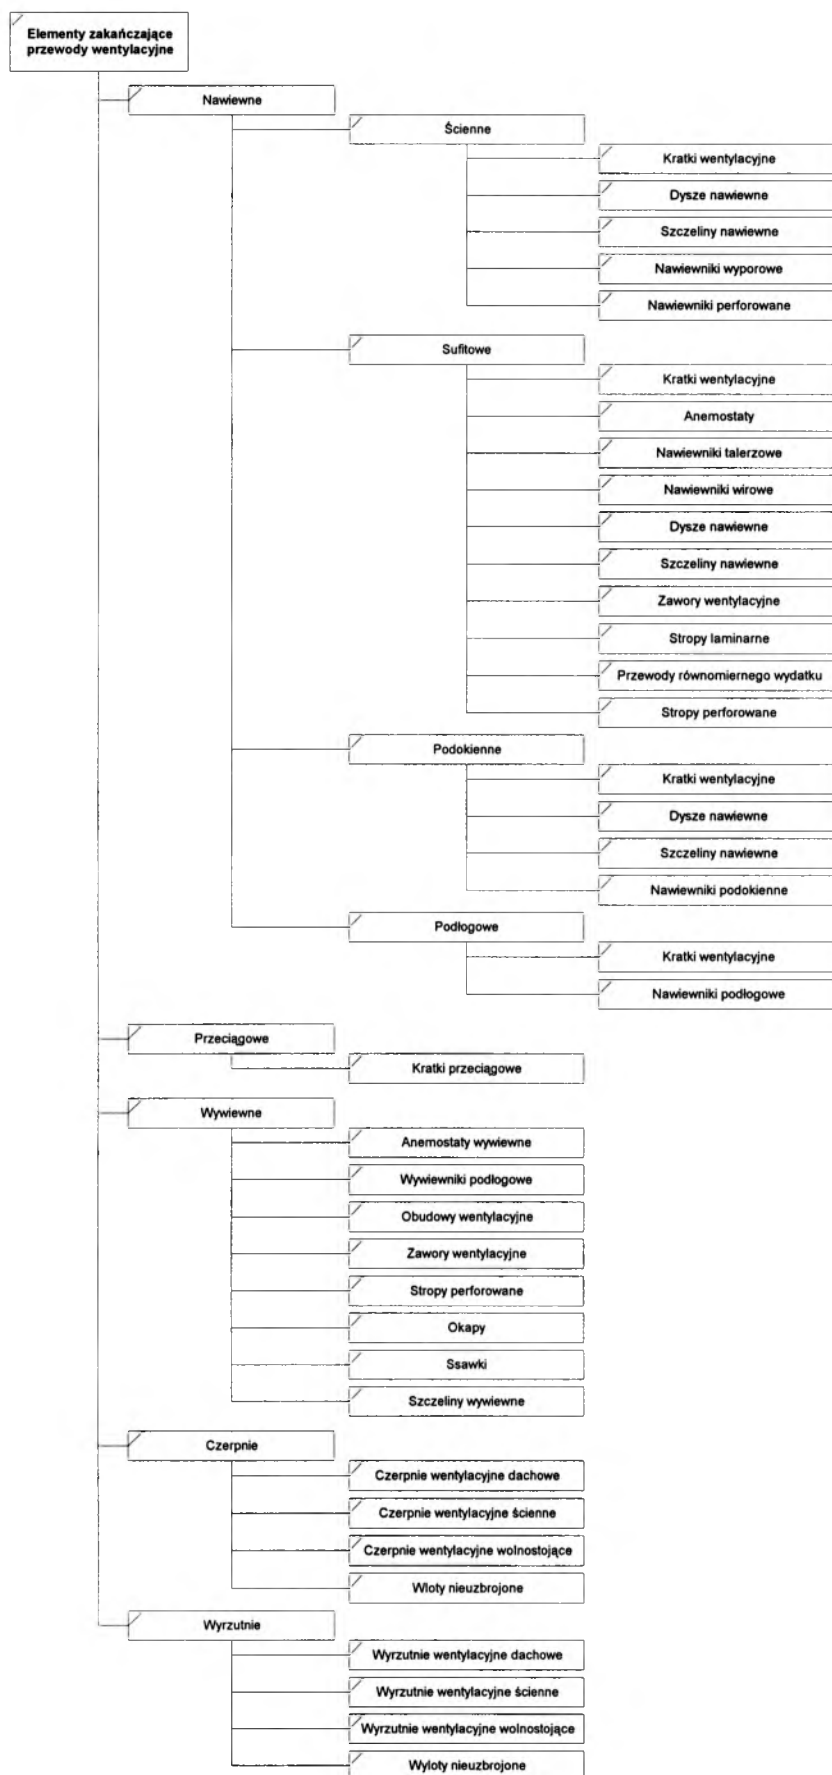 Elementy zakańczające
przewody wentylacyjne
Nawiewne
Ścienne
Kratki wentylacyjne
Dysze nawiewne
Szczeliny nawiewne
Nawiewniki wyporowe
Nawiewniki perforowane
Sufitowe
Kratki wentylacyjne
Anemostaty
Nawiewniki talerzowe
Nawiewniki wirowe
Dysze nawiewne
Szczeliny nawiewne
Zawory wentylacyjne
Stropy laminarne
Przewody równomiernego wydatku
Stropy perforowane
Podokienne
Kratki wentylacyjne
Dysze nawiewne
Szczeliny nawiewne
Nawiewniki podokienne
Podłogowe
Kratki wentylacyjne
Nawiewniki podłogowe
Przeciągowe
Kratki przeciągowe
Wywiewne
Anemostaty wywiewne
Wywiewniki podłogowe
Obudowy wentylacyjne
Zawory wentylacyjne
Stropy perforowane
Okapy
Ssawki
Szczeliny wywiewne
Czerpnie
Czerpnie wentylacyjne dachowe
Czerpnie wentylacyjne ścienne
Czerpnie wentylacyjne wolnostojące
Wloty nieuzbrojone
Wyrzutnie
Wyrzutnie wentylacyjne dachowe
Wyrzutnie wentylacyjne ścienne
Wyrzutnie wentylacyjne wolnostojące
Wyloty nieuzbrojone